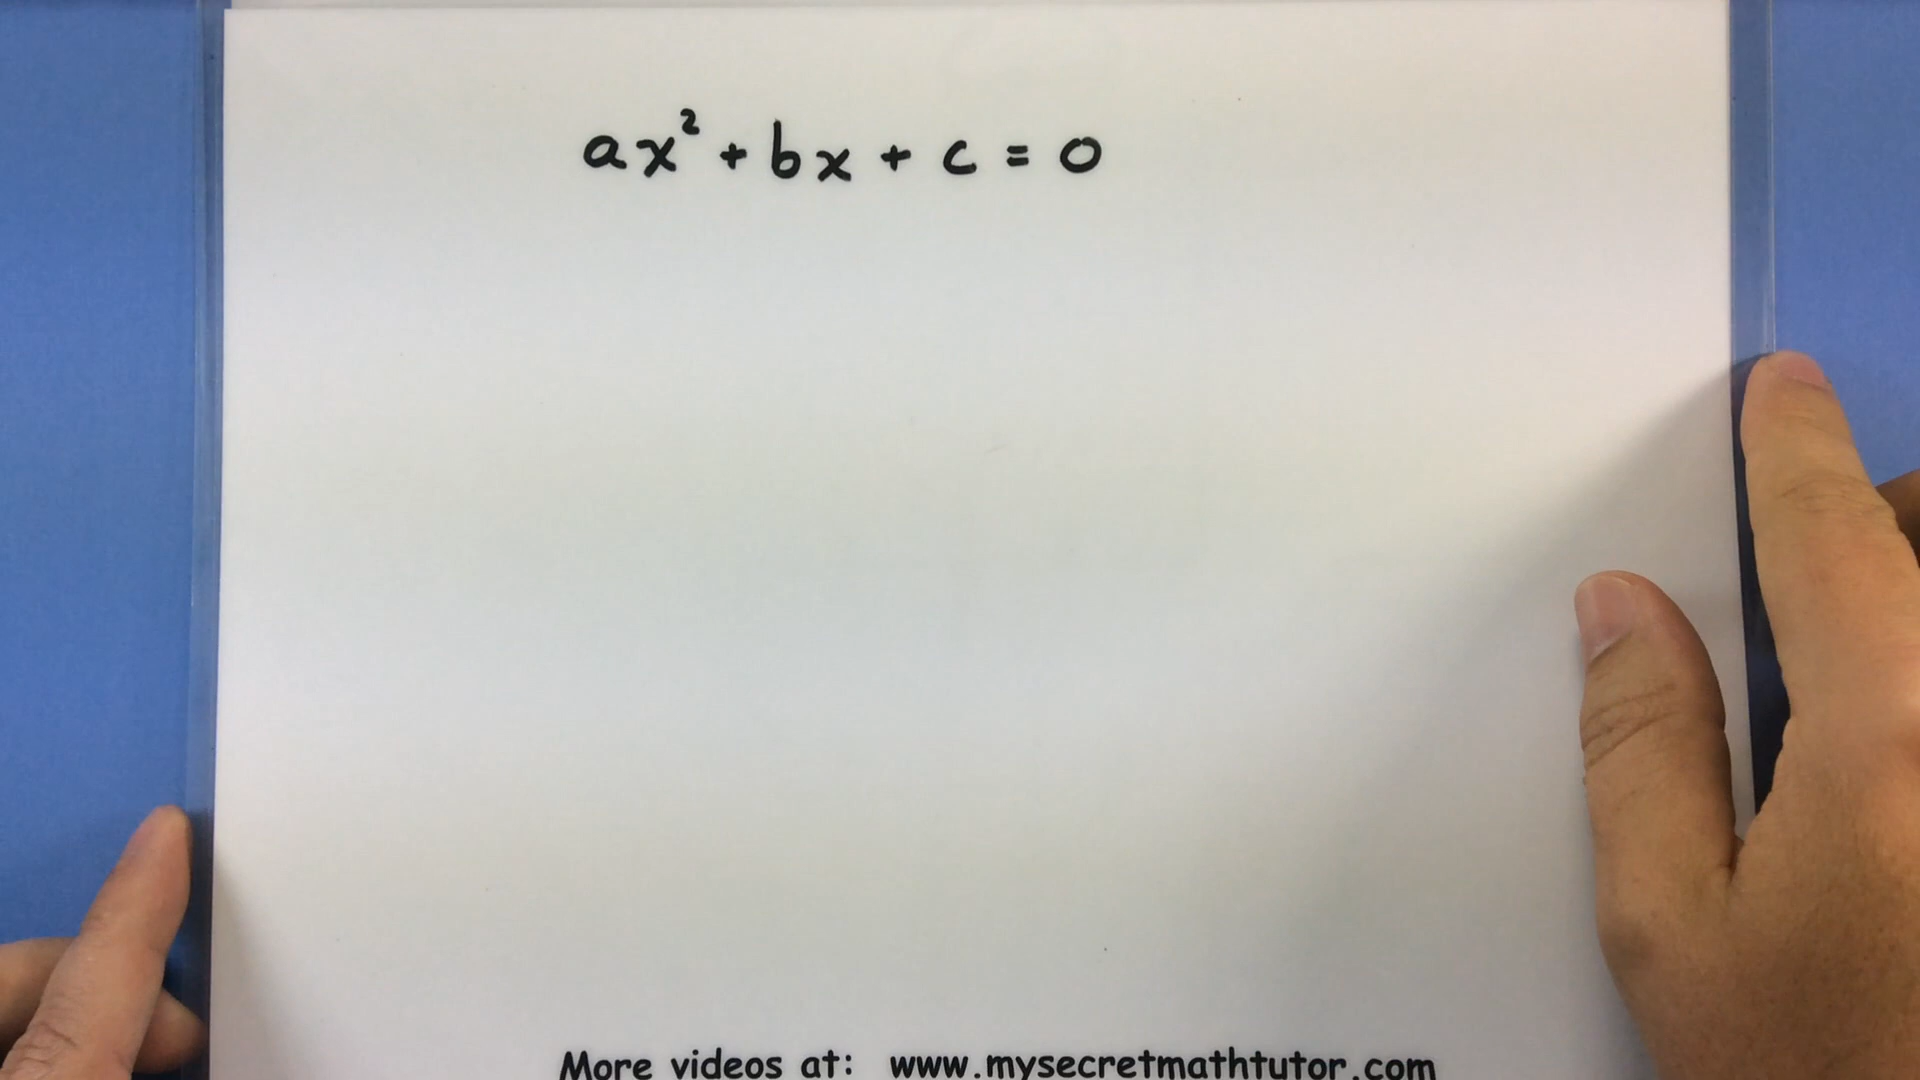 ax² + bx + c = 0
More videos at: www.mysecretmathtutor.com